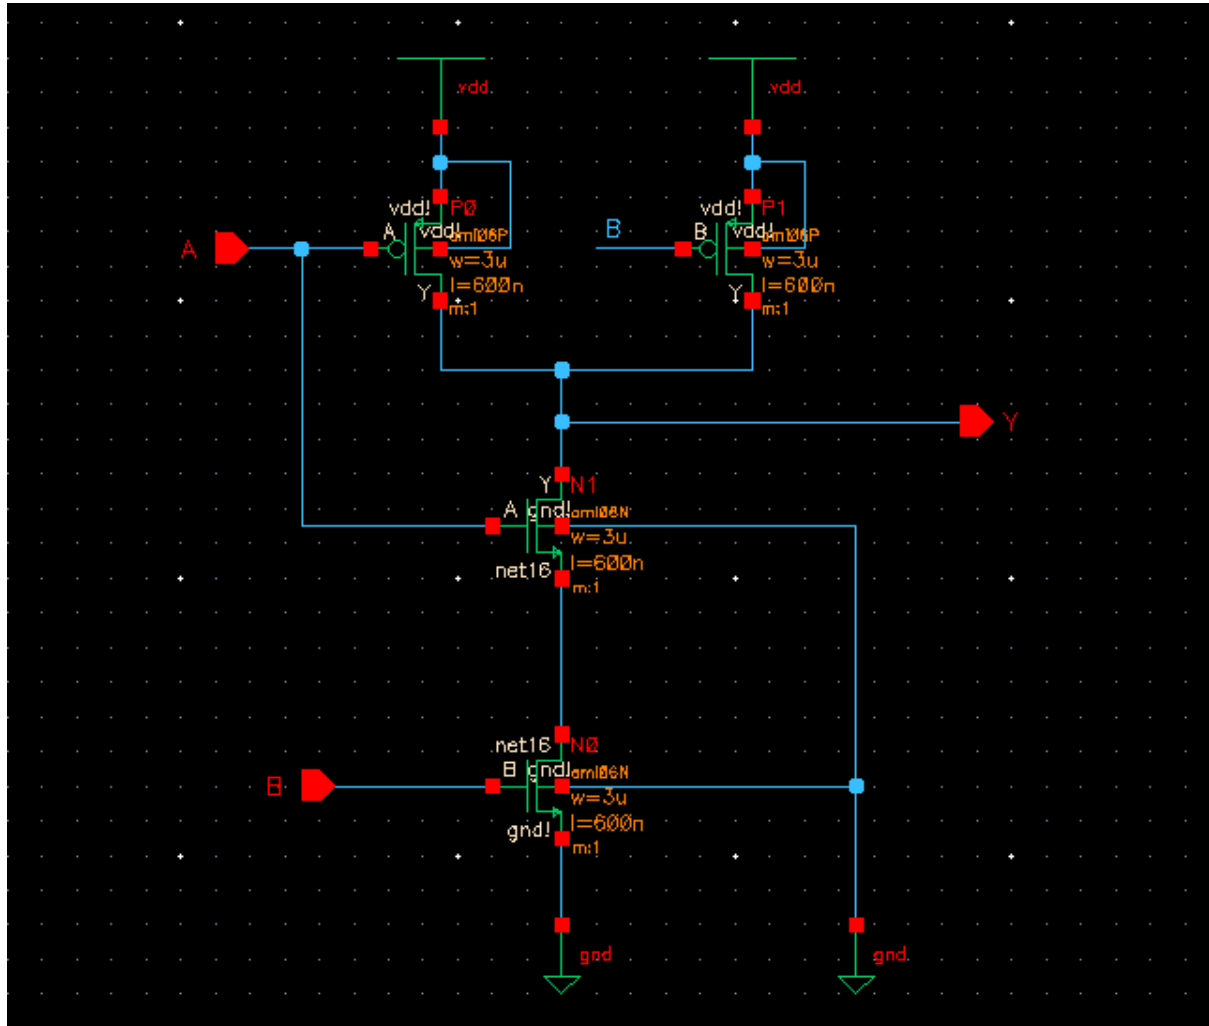 vdd
vdd
vdd!
P0
A
vdd!
ami06P
w=3u
l=600n
Y
m:1
A
vdd!
P1
B
B
vdd!
ami06P
w=3u
l=600n
Y
m:1
Y
Y
N1
A
gnd!
ami06N
w=3u
l=600n
net16
m:1
net16
N0
B
B
gnd!
ami06N
w=3u
l=600n
gnd!
m:1
gnd
gnd